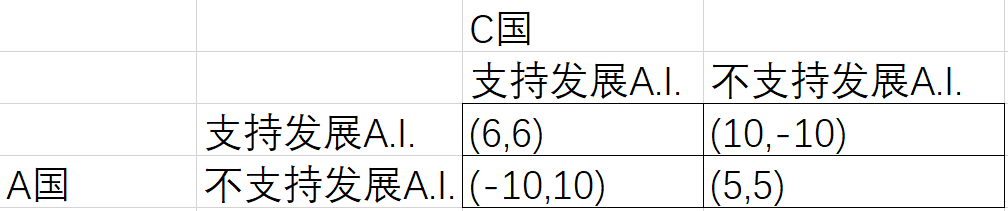 C国
支持发展A.I. 不支持发展A.I.
支持发展A.I. (6,6) (10,-10)
A国 不支持发展A.I. (-10,10) (5,5)